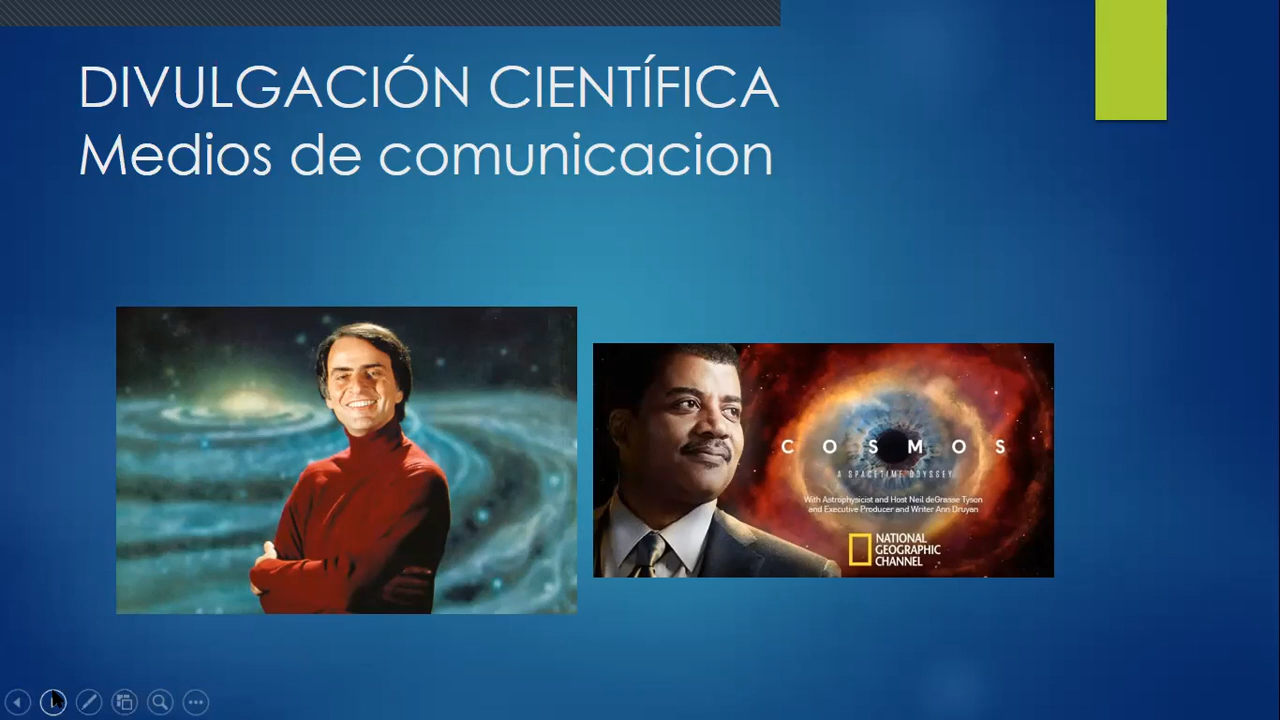 DIVULGACIÓN CIENTÍFICA
Medios de comunicacion
COSMOS
A SPACETIME ODYSSEY
With Astrophysicist and Host Neil deGrasse Tyson
and Executive Producer and Writer Ann Druyan
NATIONAL
GEOGRAPHIC
CHANNEL